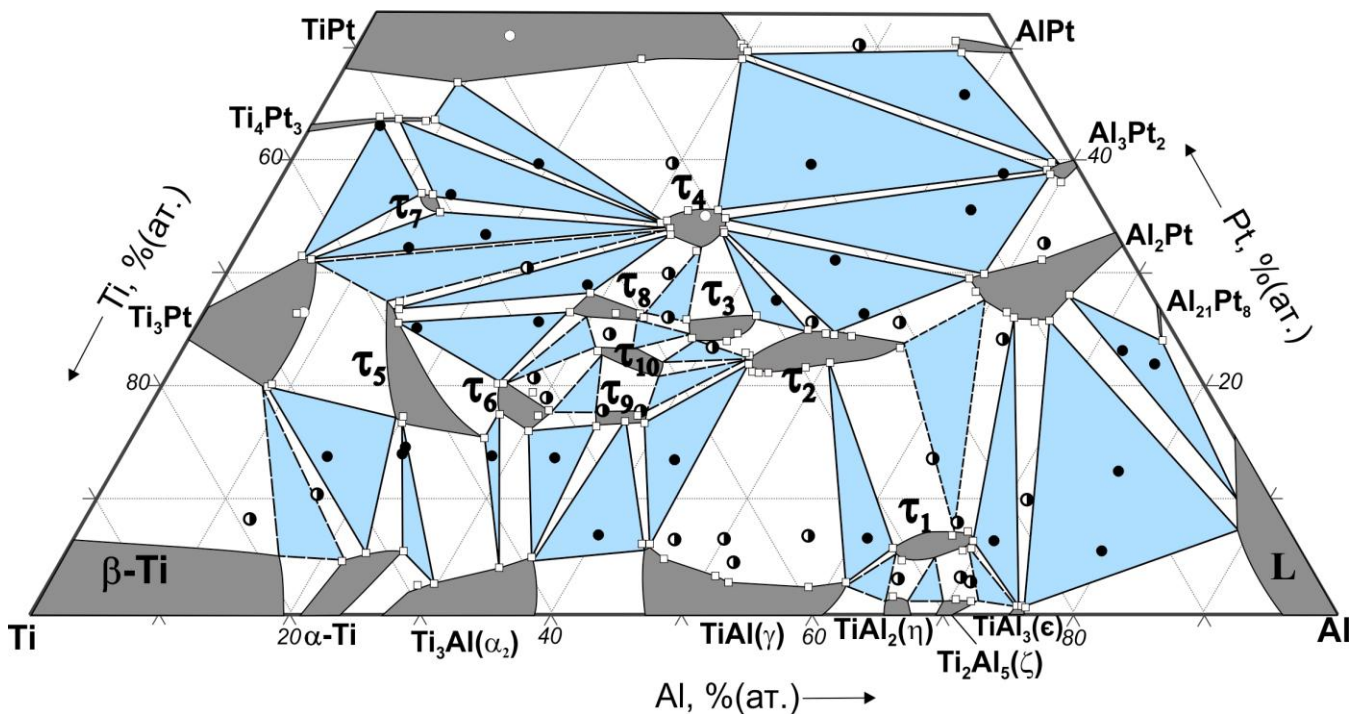 TiPt
AlPt
Ti₄Pt₃
60
Al₃Pt₂
40
τ₄
τ₇
Ti, %(ат.)
Pt, %(ат.)
Al₂Pt
Ti₃Pt
τ₈
τ₃
Al₂₁Pt₈
τ₅
τ₁₀
τ₂
80
τ₆
τ₉
20
τ₁
β-Ti
L
Ti
20
α-Ti
Ti₃Al(α₂)
40
TiAl(γ)
60
TiAl₂(η)
Ti₂Al₅(ζ)
TiAl₃(ϵ)
80
Al
Al, %(ат.)